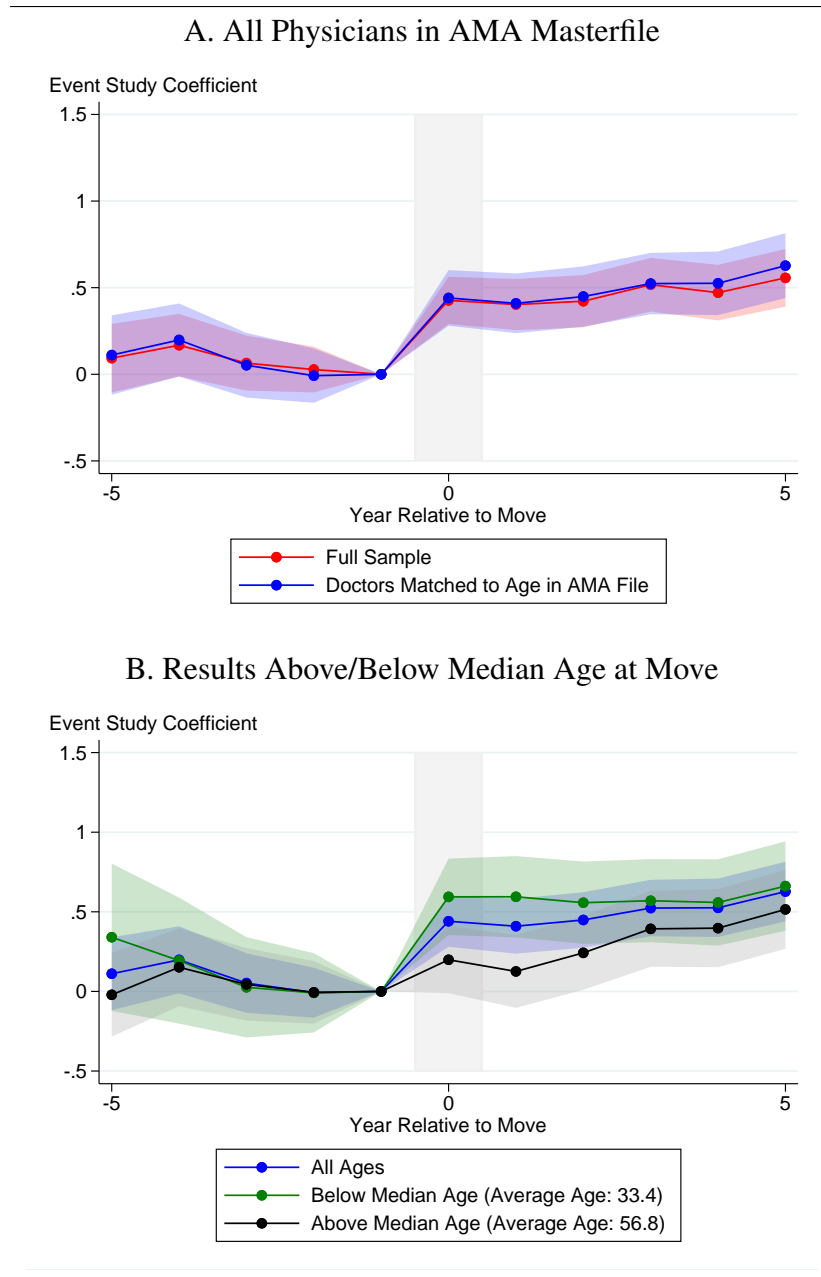 A. All Physicians in AMA Masterfile
Event Study Coefficient
1.5
1
.5
0
-.5
-5
0
5
Year Relative to Move
Full Sample
Doctors Matched to Age in AMA File
B. Results Above/Below Median Age at Move
Event Study Coefficient
1.5
1
.5
0
-.5
-5
0
5
Year Relative to Move
All Ages
Below Median Age (Average Age: 33.4)
Above Median Age (Average Age: 56.8)